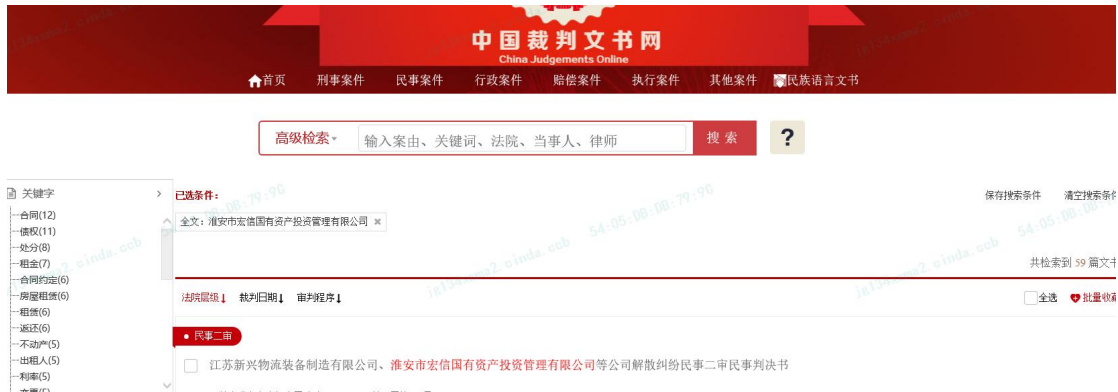 中国裁判文书网
China Judgements Online
首页 刑事案件 民事案件 行政案件 赔偿案件 执行案件 其他案件 民族语言文书
高级检索 输入案由、关键词、法院、当事人、律师 搜索 ?
关键字
合同(12)
债权(11)
处分(8)
租金(7)
合同约定(6)
房屋租赁(6)
租赁(6)
返还(6)
不动产(5)
出租人(5)
利率(5)
已选条件: 保存搜索条件 清空搜索条件
全文:淮安市宏信国有资产投资管理有限公司 ×
共检索到 59 篇文书
法院层级↓ 裁判日期↓ 审判程序↓ 全选 批量收藏
民事二审
江苏新兴物流装备制造有限公司、淮安市宏信国有资产投资管理有限公司等公司解散纠纷民事二审民事判决书